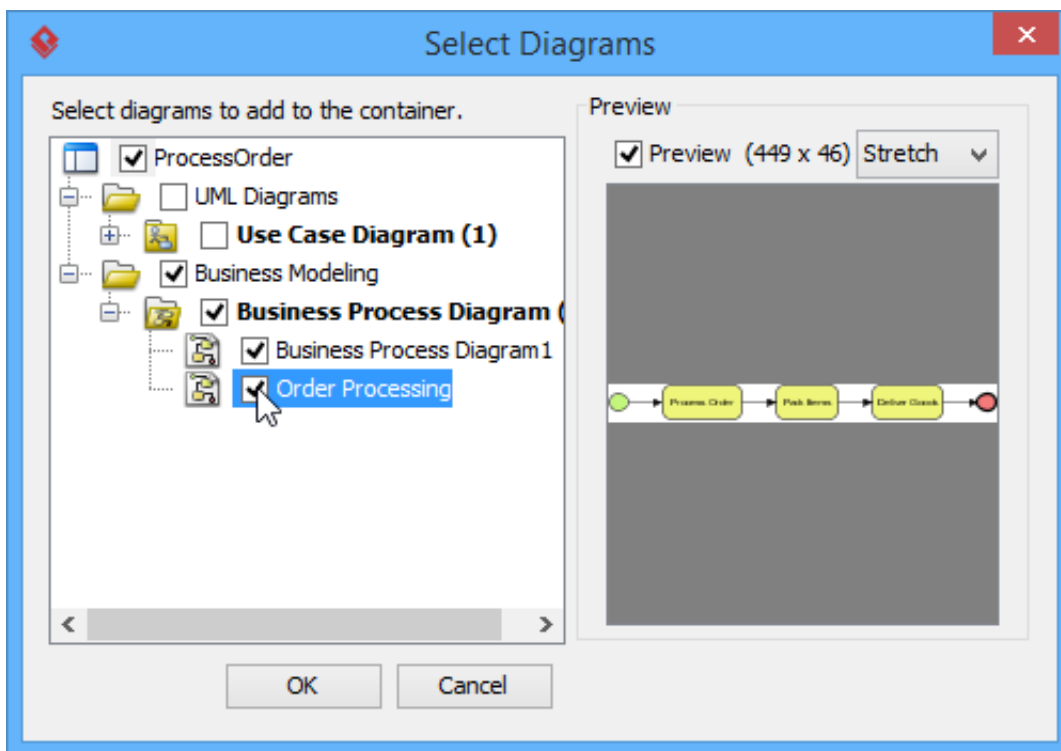 Select Diagrams
Select diagrams to add to the container.
ProcessOrder
UML Diagrams
Use Case Diagram (1)
Business Modeling
Business Process Diagram (
Business Process Diagram1
Order Processing
Preview
Preview (449 x 46) Stretch
Process Order
Pack Items
Deliver Goods
OK Cancel